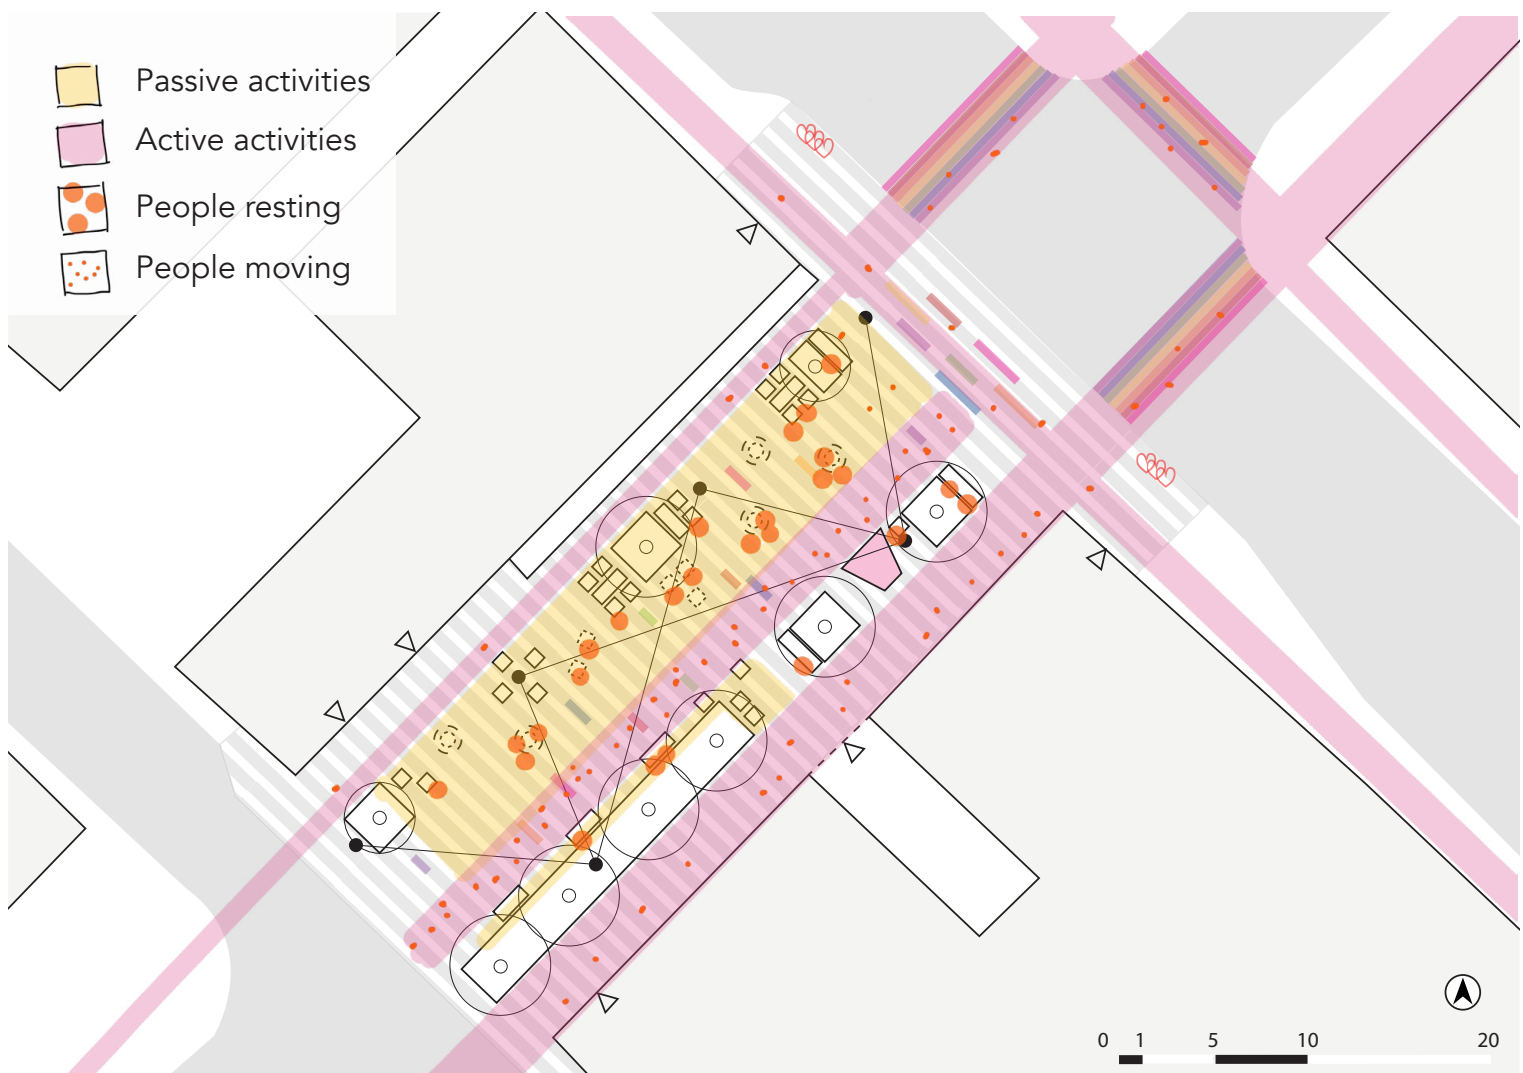 Passive activities
Active activities
People resting
People moving
0 1 5 10 20